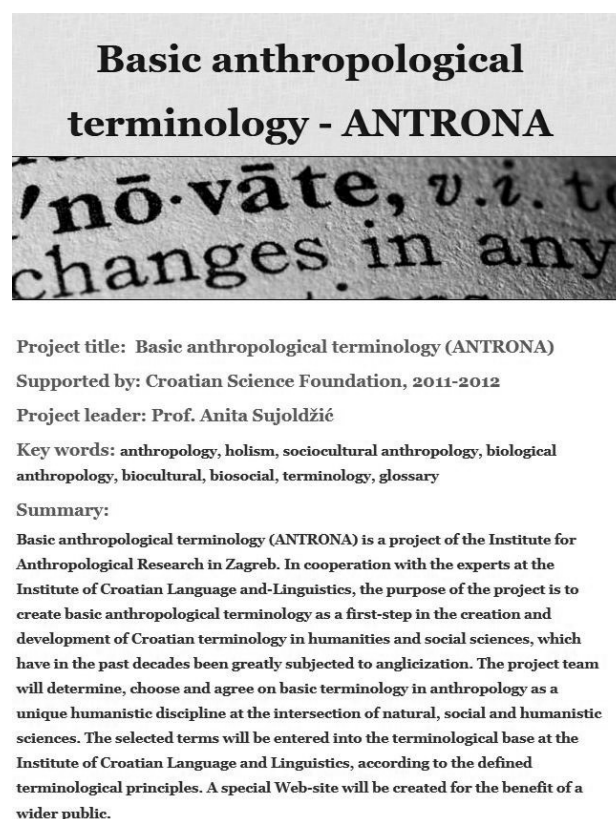 Basic anthropological
terminology - ANTRONA
'nō·vāte, v.i. to
changes in any
Project title: Basic anthropological terminology (ANTRONA)
Supported by: Croatian Science Foundation, 2011-2012
Project leader: Prof. Anita Sujoldžić
Key words: anthropology, holism, sociocultural anthropology, biological
anthropology, biocultural, biosocial, terminology, glossary
Summary:
Basic anthropological terminology (ANTRONA) is a project of the Institute for
Anthropological Research in Zagreb. In cooperation with the experts at the
Institute of Croatian Language and-Linguistics, the purpose of the project is to
create basic anthropological terminology as a first-step in the creation and
development of Croatian terminology in humanities and social sciences, which
have in the past decades been greatly subjected to anglicization. The project team
will determine, choose and agree on basic terminology in anthropology as a
unique humanistic discipline at the intersection of natural, social and humanistic
sciences. The selected terms will be entered into the terminological base at the
Institute of Croatian Language and Linguistics, according to the defined
terminological principles. A special Web-site will be created for the benefit of a
wider public.